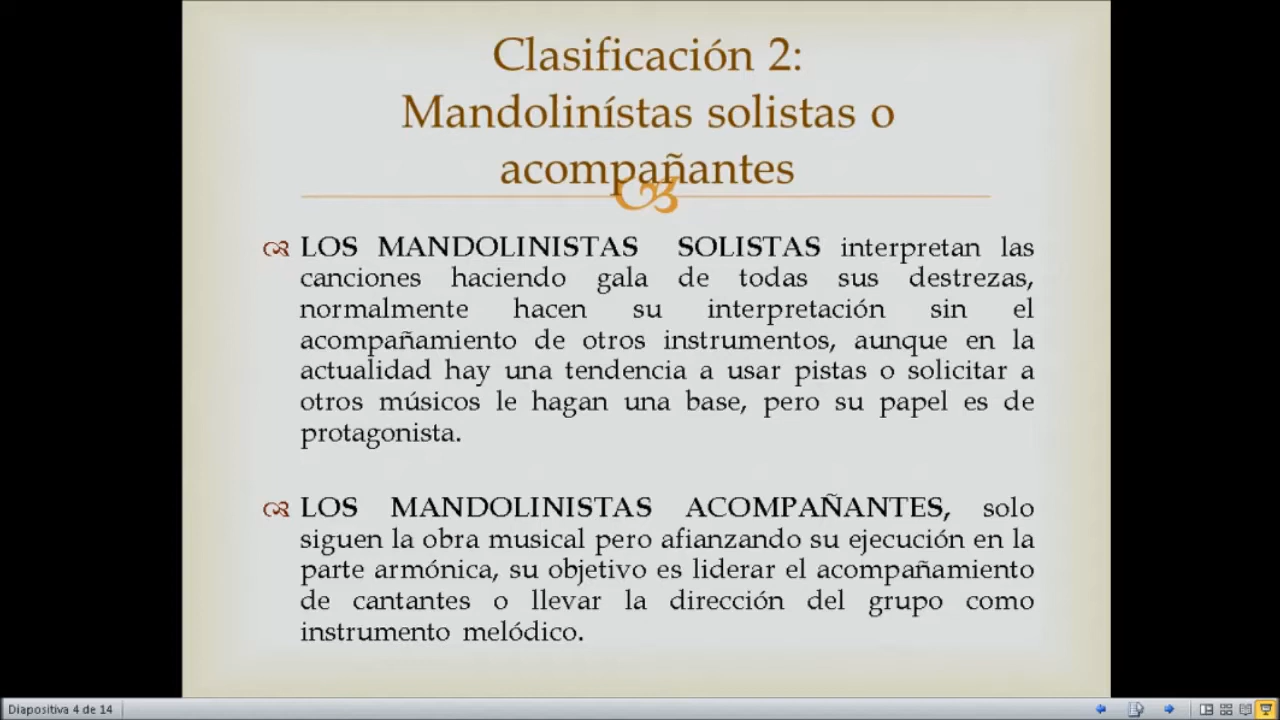 Clasificación 2:
Mandolinístas solistas o
acompañantes
LOS MANDOLINISTAS SOLISTAS interpretan las
canciones haciendo gala de todas sus destrezas,
normalmente hacen su interpretación sin el
acompañamiento de otros instrumentos, aunque en la
actualidad hay una tendencia a usar pistas o solicitar a
otros músicos le hagan una base, pero su papel es de
protagonista.
LOS MANDOLINISTAS ACOMPAÑANTES, solo
siguen la obra musical pero afianzando su ejecución en la
parte armónica, su objetivo es liderar el acompañamiento
de cantantes o llevar la dirección del grupo como
instrumento melódico.
Diapositiva 4 de 14